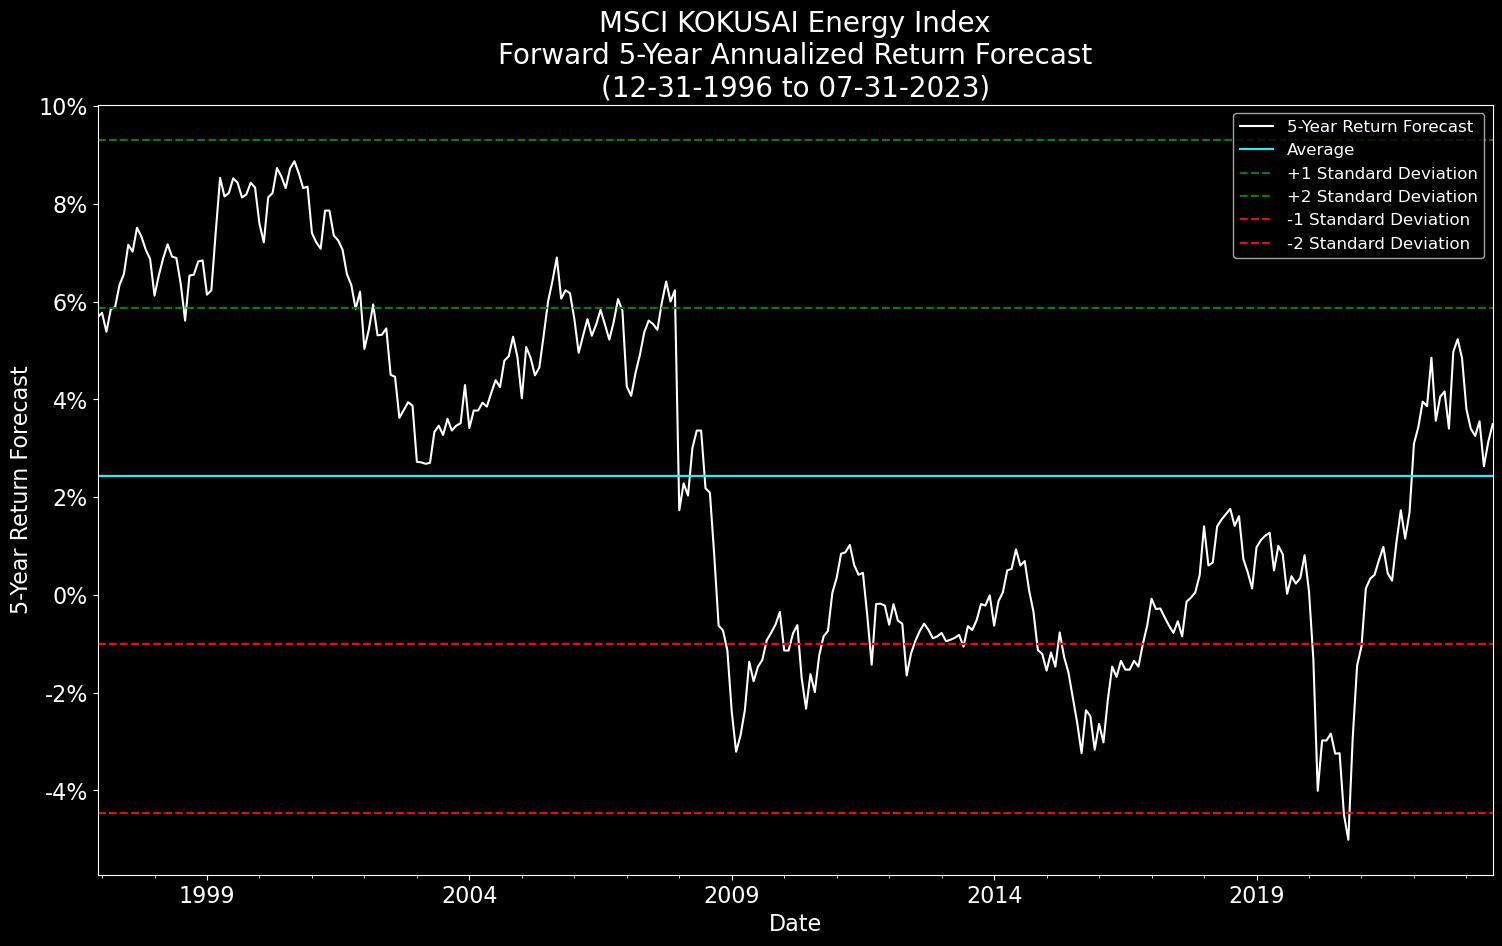 MSCI KOKUSAI Energy Index
Forward 5-Year Annualized Return Forecast
(12-31-1996 to 07-31-2023)
10%
8%
6%
4%
2%
0%
-2%
-4%
5-Year Return Forecast
5-Year Return Forecast
Average
+1 Standard Deviation
+2 Standard Deviation
-1 Standard Deviation
-2 Standard Deviation
1999
2004
2009
2014
2019
Date